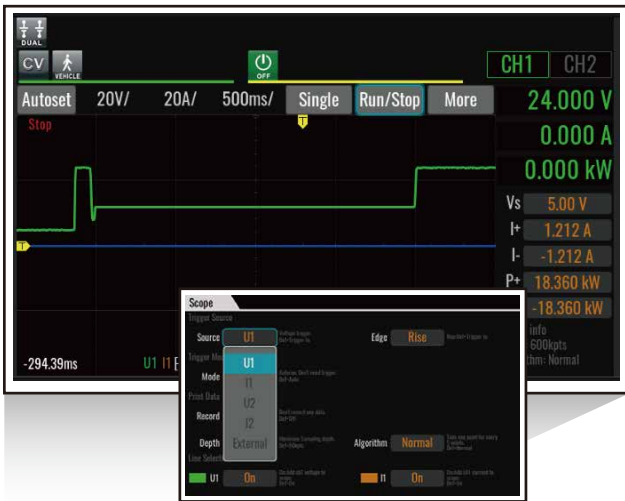 DUAL
CV VEHICLE OFF CH1 CH2
Autoset 20V/ 20A/ 500ms/ Single Run/Stop More 24.000 V
Stop T 0.000 A
0.000 kW
Vs 5.00 V
T I+ 1.212 A
I- -1.212 A
P+ 18.360 kW
-18.360 kW
info
600kpts
thm: Normal
-294.39ms U1 I1
Scope
Trigger Source
Source U1 Edge Rise
U1
I1
U2
I2
External
Mode
Print Data
Record
Depth Algorithm Normal
U1 On I1 On